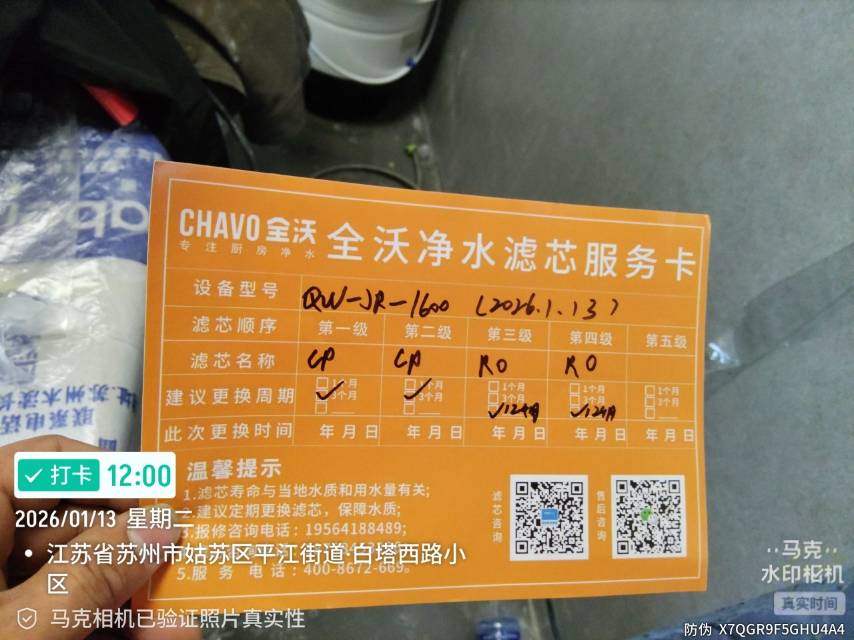 CHAVO 全沃
专注厨房净水
全沃净水滤芯服务卡
设备型号 QW-JR-1600 (2026.1.13)
滤芯顺序 第一级 第二级 第三级 第四级 第五级
滤芯名称 CP CP RO RO
建议更换周期 1个月 3个月 1个月 3个月 1个月 3个月 12个月 1个月 3个月 12个月 1个月 3个月
此次更换时间 年月日 年月日 年月日 年月日 年月日
温馨提示
1.滤芯寿命与当地水质和用水量有关;
2.建议定期更换滤芯，保障水质;
3.报修咨询电话: 19564188489;
5.服务电话: 400-8672-669。
滤芯咨询
售后咨询
联系电话
打卡 12:00
2026/01/13 星期二
江苏省苏州市姑苏区平江街道·白塔西路小区
马克相机已验证照片真实性
马克
水印相机
真实时间
防伪 X7QGR9F5GHU4A4